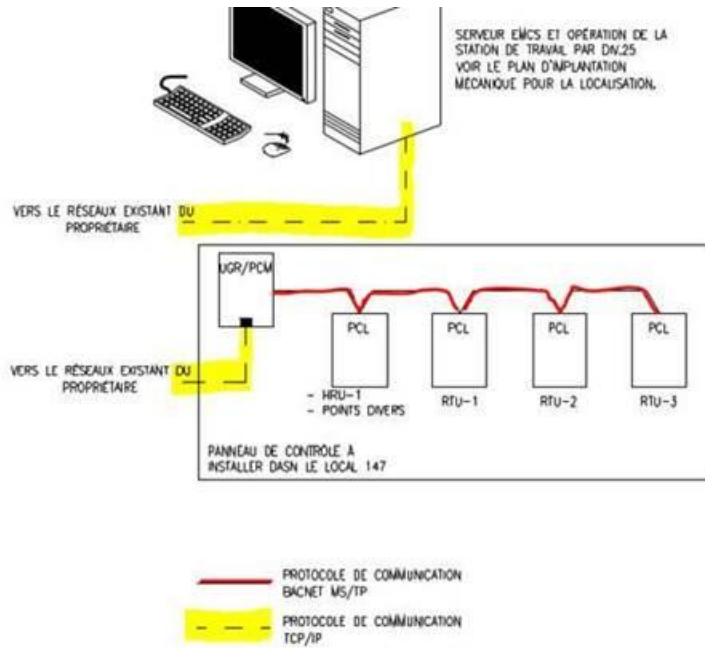 SERVEUR EMCS ET OPÉRATION DE LA
STATION DE TRAVAIL PAR DIV.25
VOIR LE PLAN D'IMPLANTATION
MÉCANIQUE POUR LA LOCALISATION.
VERS LE RÉSEAUX EXISTANT DU
PROPRIÉTAIRE
UGR/PCM
PCL
PCL
PCL
PCL
- HRU-1
- POINTS DIVERS
RTU-1
RTU-2
RTU-3
VERS LE RÉSEAUX EXISTANT DU
PROPRIÉTAIRE
PANNEAU DE CONTRÔLE À
INSTALLER DASN LE LOCAL 147
PROTOCOLE DE COMMUNICATION
BACNET MS/TP
PROTOCOLE DE COMMUNICATION
TCP/IP